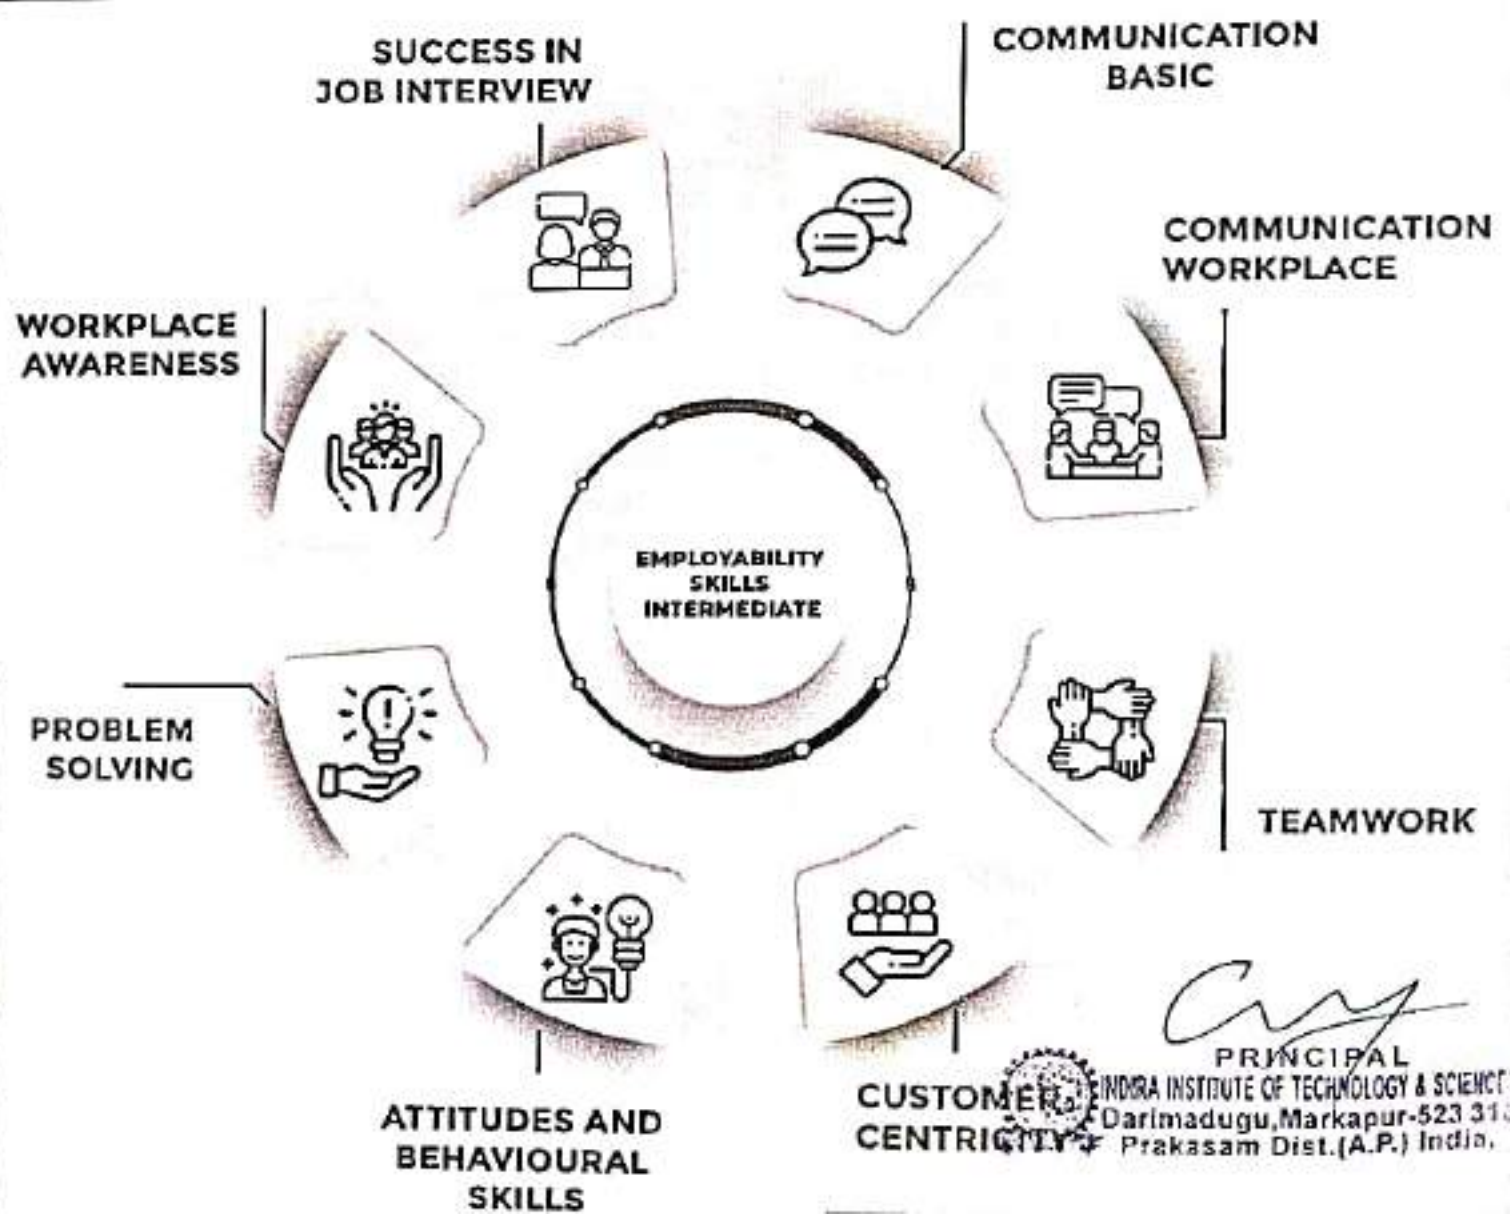 SUCCESS IN
JOB INTERVIEW
COMMUNICATION
BASIC
COMMUNICATION
WORKPLACE
WORKPLACE
AWARENESS
EMPLOYABILITY
SKILLS
INTERMEDIATE
PROBLEM
SOLVING
TEAMWORK
ATTITUDES AND
BEHAVIOURAL
SKILLS
CUSTOMER
CENTRICITY
PRINCIPAL
INDIRA INSTITUTE OF TECHNOLOGY & SCIENCE
Darimadugu, Markapur-523 31
Prakasam Dist.(A.P.) India.